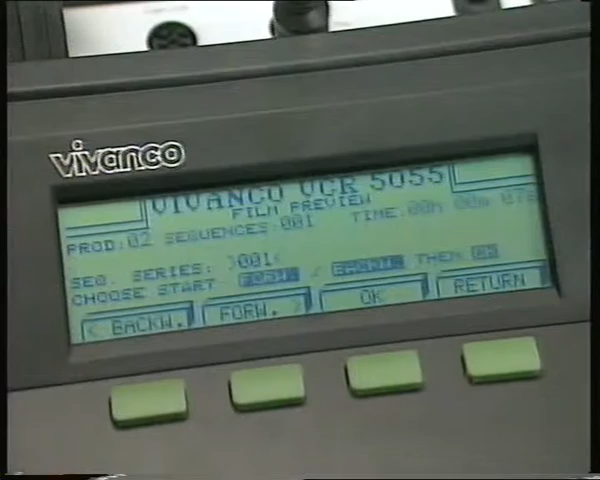 vivanco
VIVANCO VCR 5055
FILM PREVIEW
PROD:02 SEQUENCES:001 TIME:00h 00m 07s
SEQ. SERIES: >001<
CHOOSE START FORW. / BACKW. THEN OK
< BACKW. FORW. > OK RETURN